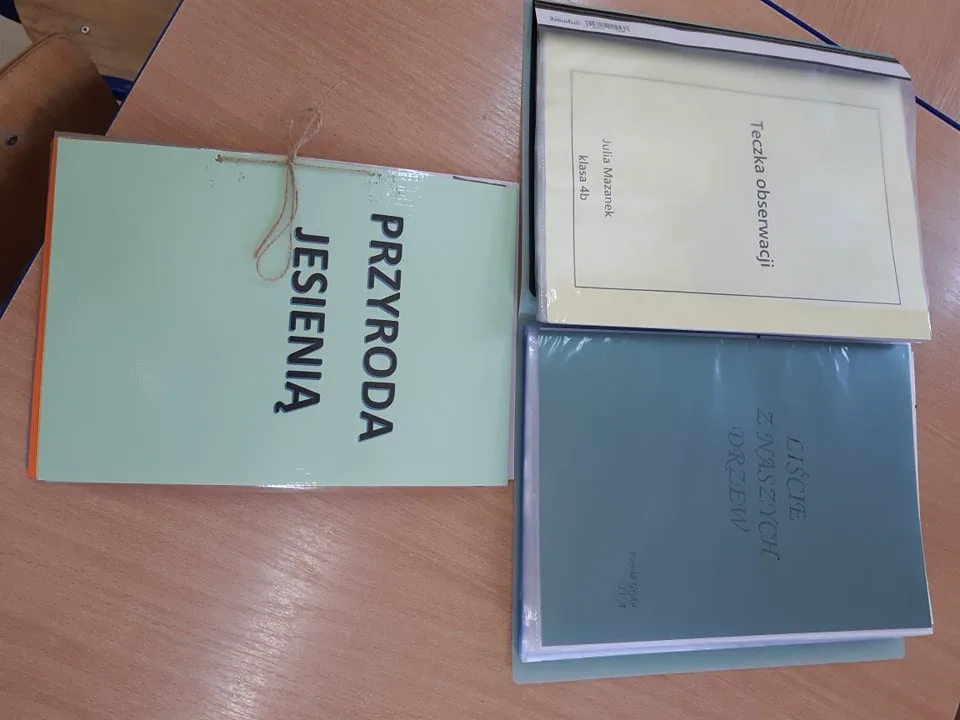 PRZYRODA
JESIENIĄ
Teczka obserwacji
Julia Mazanek
klasa 4b
LIŚCIE
Z NASZYCH
DRZEW